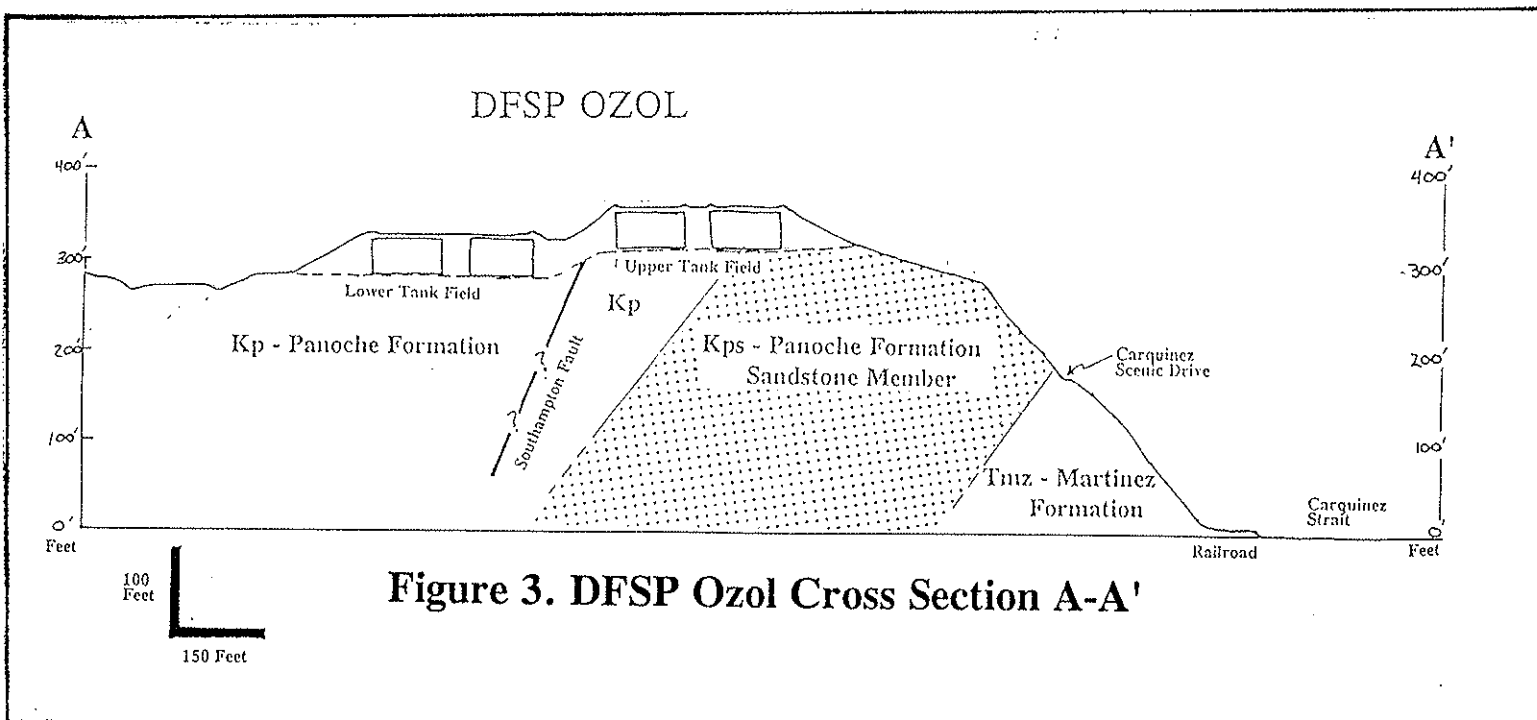 DFSP OZOL
A
A'
400'
400'
300'
300'
Upper Tank Field
Lower Tank Field
Kp
Kp - Panoche Formation
Kps - Panoche Formation
Sandstone Member
Southampton Fault
Carquinez
Scenic Drive
200'
200'
100'
100'
Tmz - Martinez
Formation
Carquinez
Strait
0'
0'
Feet
Railroad
Feet
100
Feet
150 Feet
Figure 3. DFSP Ozol Cross Section A-A'